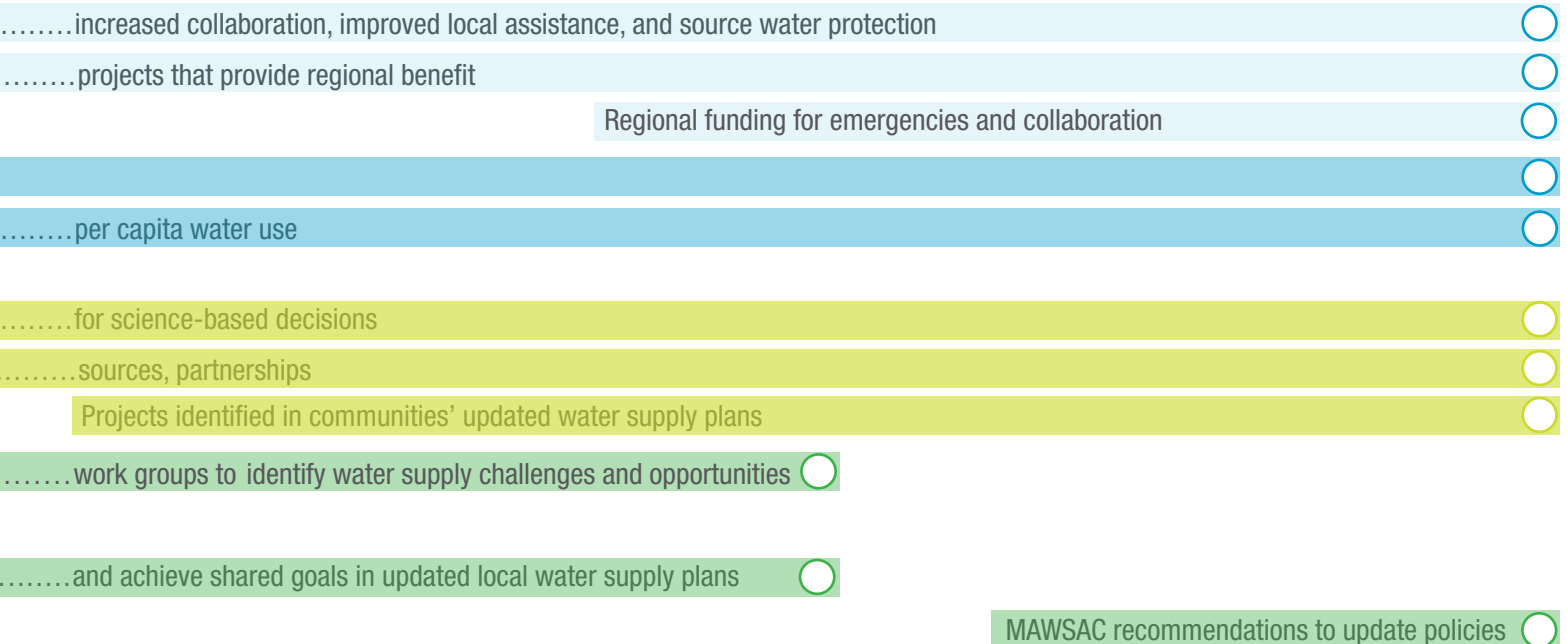 ........increased collaboration, improved local assistance, and source water protection
........projects that provide regional benefit
Regional funding for emergencies and collaboration
........per capita water use
........for science-based decisions
.........sources, partnerships
Projects identified in communities’ updated water supply plans
.......work groups to identify water supply challenges and opportunities
........and achieve shared goals in updated local water supply plans
MAWSAC recommendations to update policies